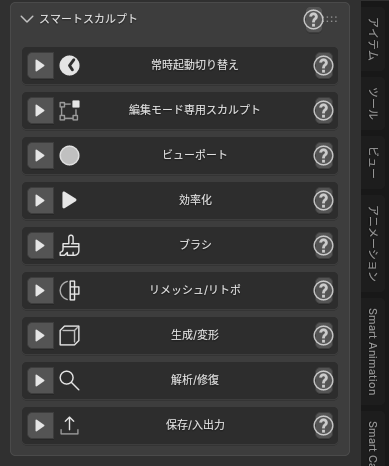 スマートスカルプト
常時起動切り替え
編集モード専用スカルプト
ビューポート
効率化
ブラシ
リメッシュ/リトポ
生成/変形
解析/修復
保存/入出力
アイテム
ツール
ビュー
アニメーション
Smart Animation
Smart Ca